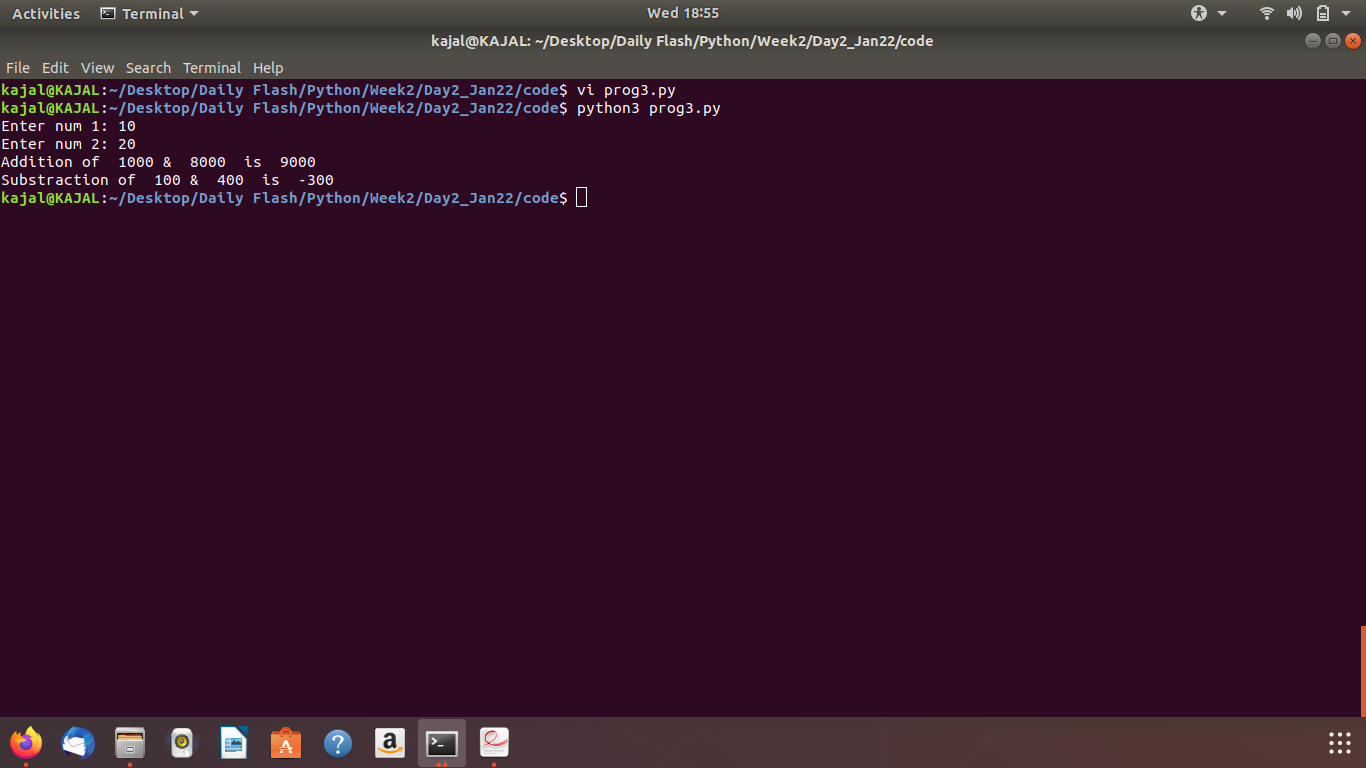 Activities Terminal Wed 18:55
kajal@KAJAL: ~/Desktop/Daily Flash/Python/Week2/Day2_Jan22/code
File Edit View Search Terminal Help
kajal@KAJAL:~/Desktop/Daily Flash/Python/Week2/Day2_Jan22/code$ vi prog3.py
kajal@KAJAL:~/Desktop/Daily Flash/Python/Week2/Day2_Jan22/code$ python3 prog3.py
Enter num 1: 10
Enter num 2: 20
Addition of  1000 &  8000  is  9000
Substraction of  100 &  400  is  -300
kajal@KAJAL:~/Desktop/Daily Flash/Python/Week2/Day2_Jan22/code$